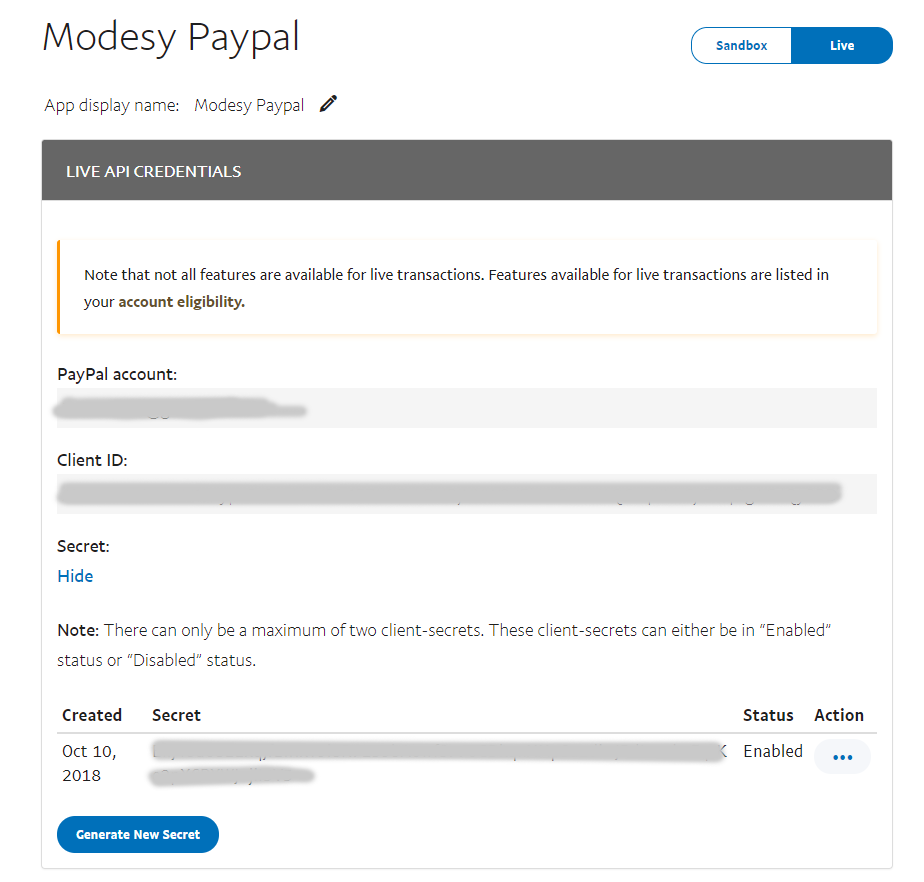 Modesy Paypal
Sandbox Live
App display name: Modesy Paypal
LIVE API CREDENTIALS
Note that not all features are available for live transactions. Features available for live transactions are listed in
your account eligibility.
PayPal account:
Client ID:
Secret:
Hide
Note: There can only be a maximum of two client-secrets. These client-secrets can either be in “Enabled”
status or “Disabled” status.
Created Secret Status Action
Oct 10, Enabled
2018
Generate New Secret